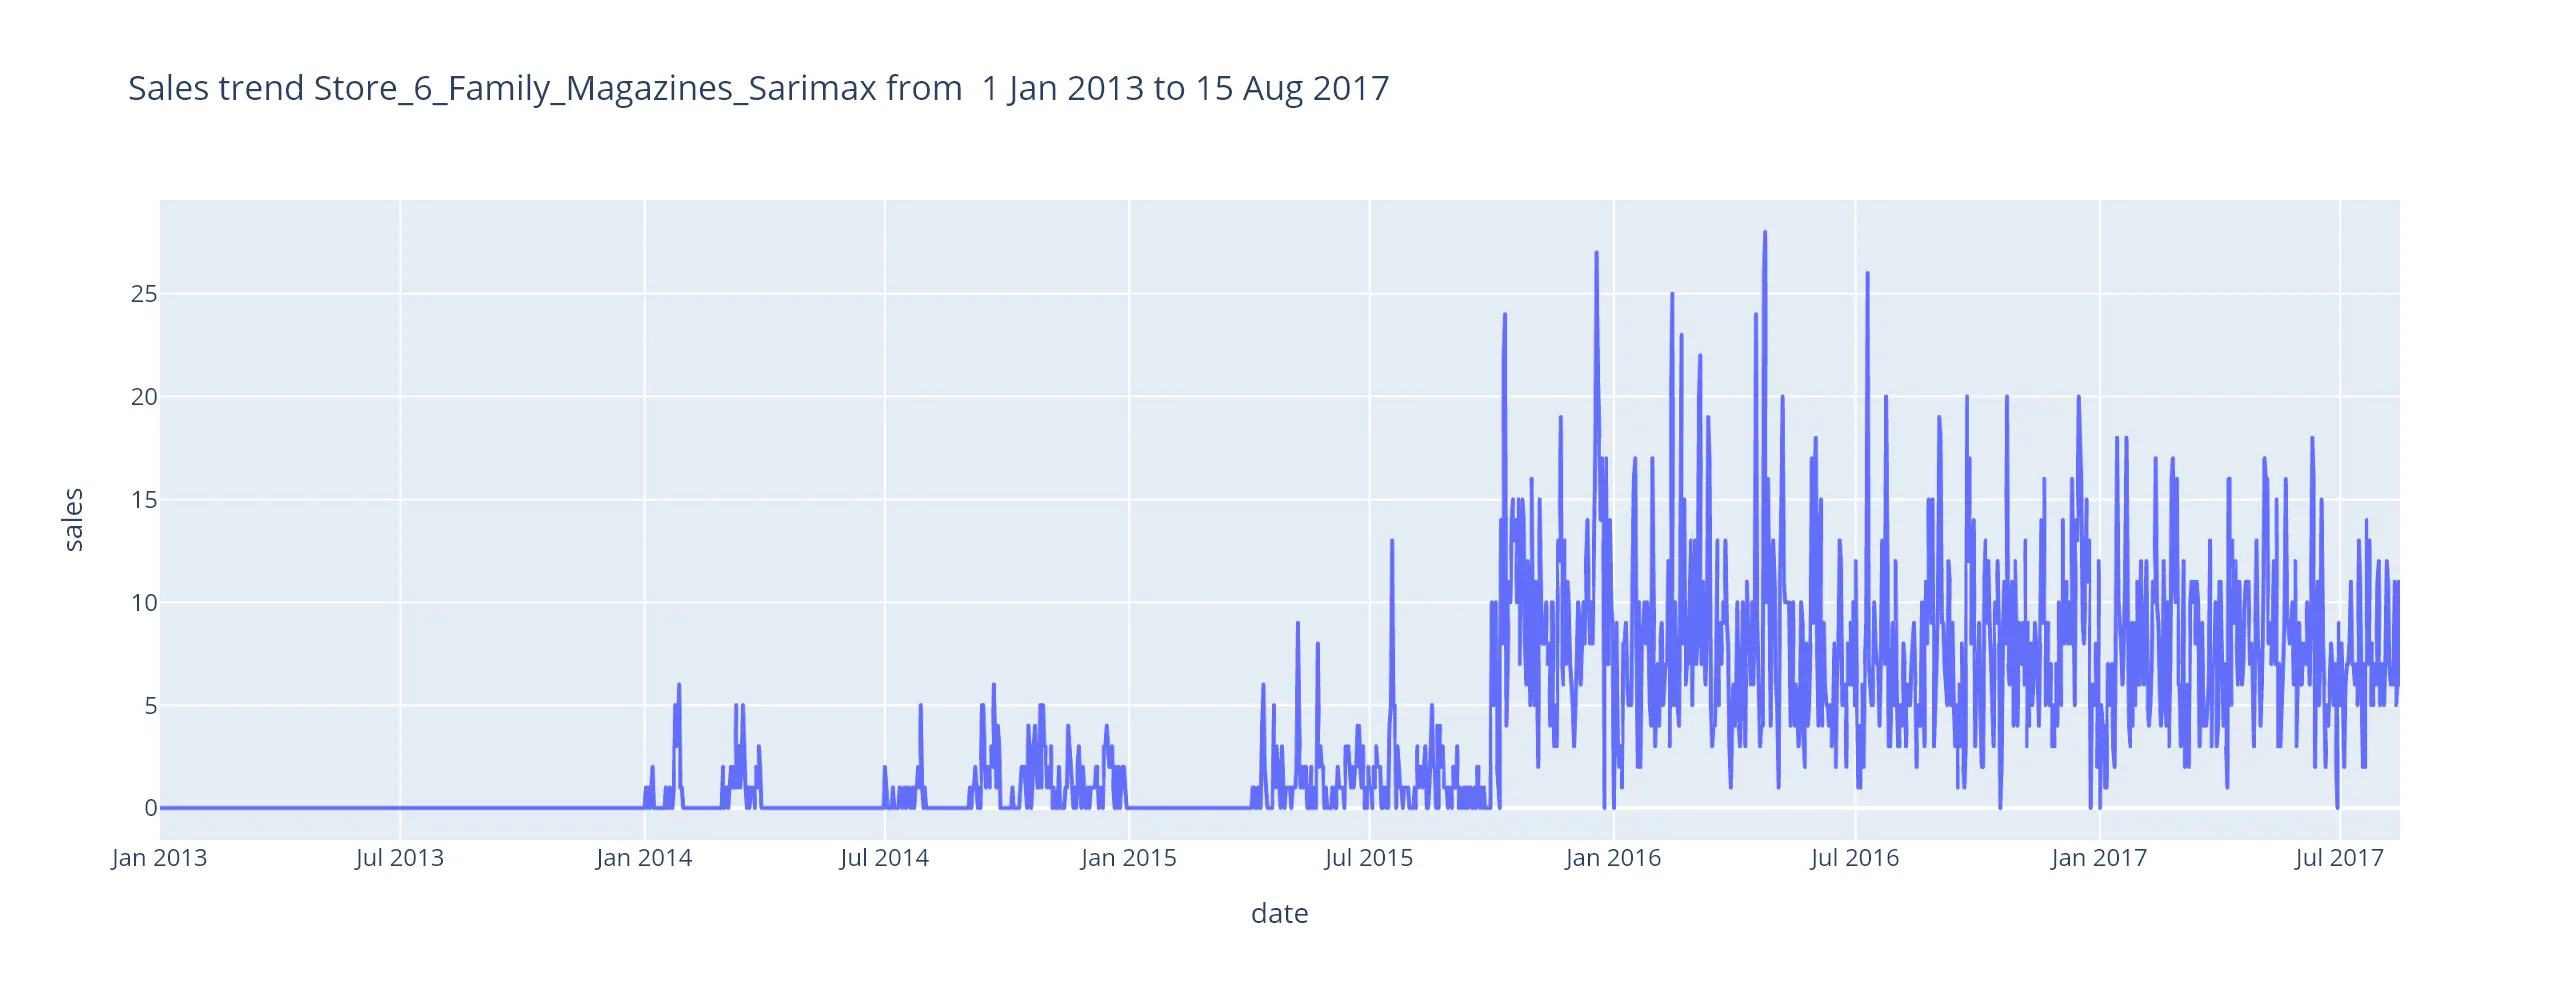 Sales trend Store_6_Family_Magazines_Sarimax from  1 Jan 2013 to 15 Aug 2017
25
20
15
10
5
0
sales
Jan 2013 Jul 2013 Jan 2014 Jul 2014 Jan 2015 Jul 2015 Jan 2016 Jul 2016 Jan 2017 Jul 2017
date